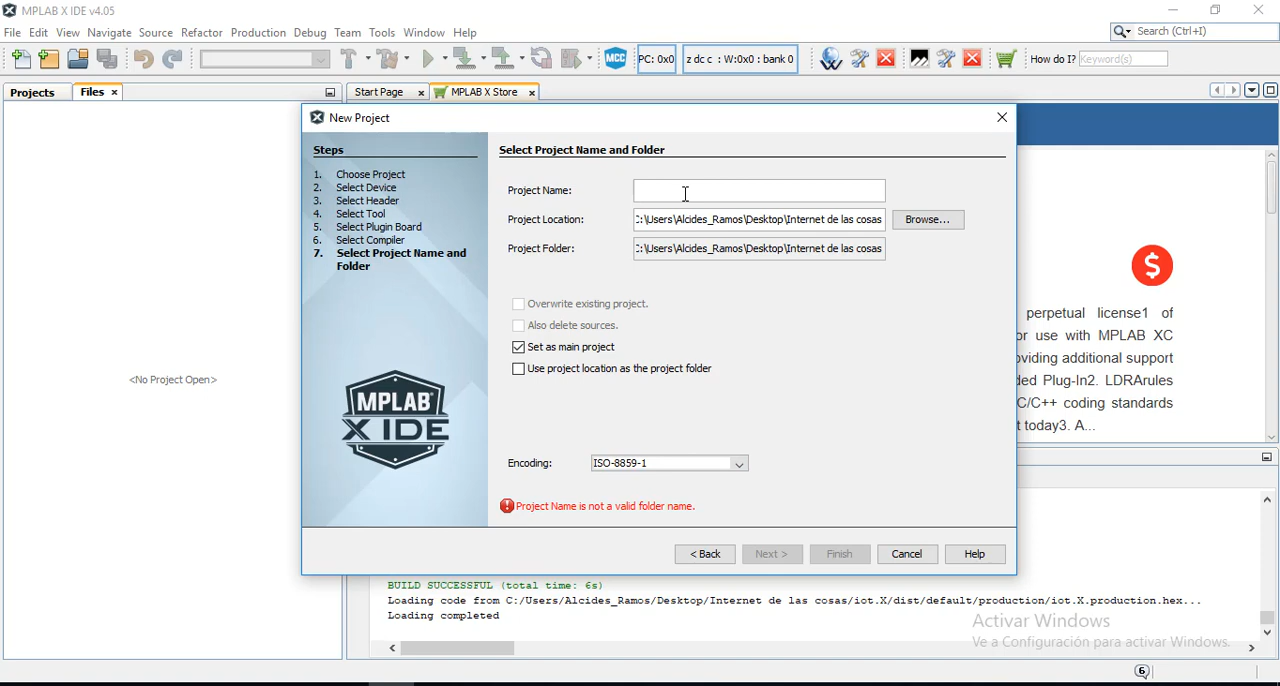 MPLAB X IDE v4.05
File Edit View Navigate Source Refactor Production Debug Team Tools Window Help
Search (Ctrl+I)
MCC
PC: 0x0
z dc c : W:0x0 : bank 0
How do I? Keyword(s)
Projects
Files
Start Page
MPLAB X Store
<No Project Open>
New Project
Steps
1. Choose Project
2. Select Device
3. Select Header
4. Select Tool
5. Select Plugin Board
6. Select Compiler
7. Select Project Name and
Folder
MPLAB
X IDE
Select Project Name and Folder
Project Name:
Project Location: :\Users\Alcides_Ramos\Desktop\Internet de las cosas Browse...
Project Folder: :\Users\Alcides_Ramos\Desktop\Internet de las cosas
Overwrite existing project.
Also delete sources.
Set as main project
Use project location as the project folder
Encoding: ISO-8859-1
Project Name is not a valid folder name.
< Back Next > Finish Cancel Help
$
perpetual license1 of
or use with MPLAB XC
oviding additional support
ded Plug-In2. LDRArules
C/C++ coding standards
t today3. A...
BUILD SUCCESSFUL (total time: 6s)
Loading code from C:/Users/Alcides_Ramos/Desktop/Internet de las cosas/iot.X/dist/default/production/iot.X.production.hex...
Loading completed
Activar Windows
Ve a Configuración para activar Windows.
6